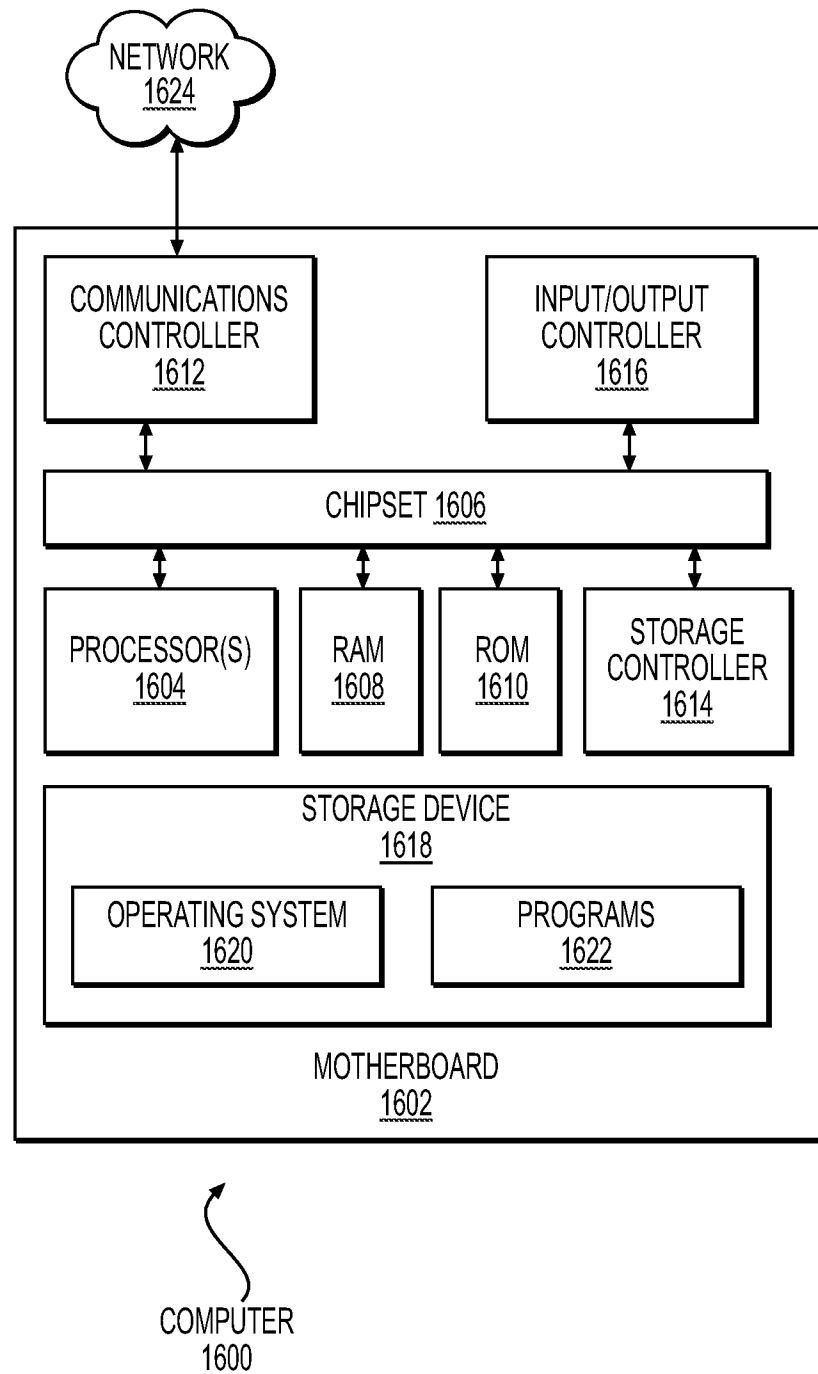 NETWORK
1624
COMMUNICATIONS
CONTROLLER
1612
INPUT/OUTPUT
CONTROLLER
1616
CHIPSET 1606
PROCESSOR(S)
1604
RAM
1608
ROM
1610
STORAGE
CONTROLLER
1614
STORAGE DEVICE
1618
OPERATING SYSTEM
1620
PROGRAMS
1622
MOTHERBOARD
1602
COMPUTER
1600